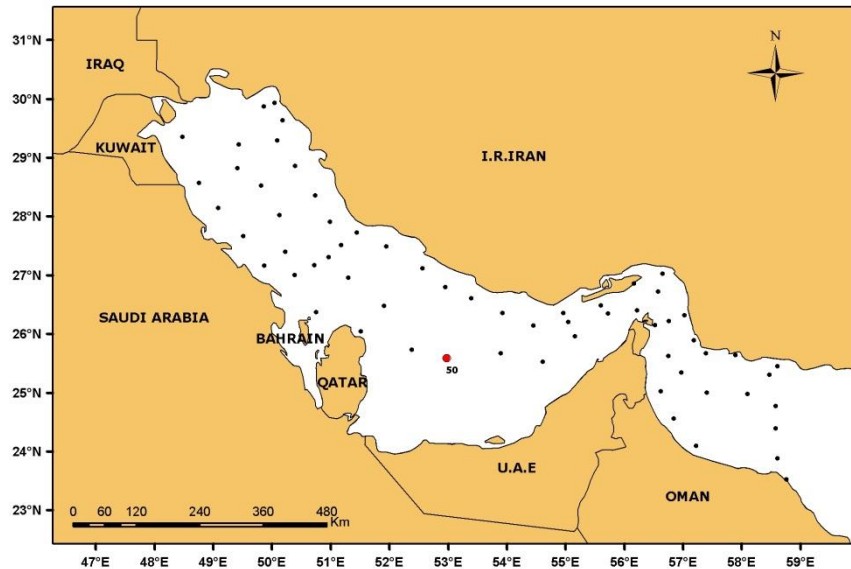 31°N
N
IRAQ
30°N
29°N
KUWAIT
I.R.IRAN
28°N
27°N
SAUDI ARABIA
26°N
BAHRAIN
50
QATAR
25°N
24°N
U.A.E
OMAN
23°N
0 60 120 240 360 480
Km
47°E 48°E 49°E 50°E 51°E 52°E 53°E 54°E 55°E 56°E 57°E 58°E 59°E